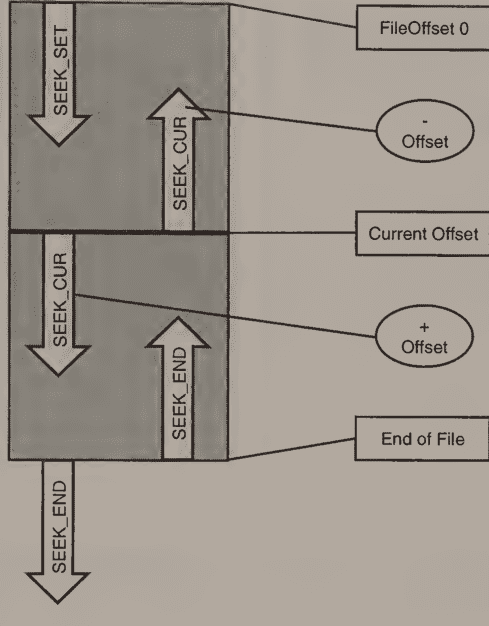 FileOffset 0
SEEK_SET
SEEK_CUR
-
Offset
Current Offset
SEEK_CUR
SEEK_END
+
Offset
End of File
SEEK_END